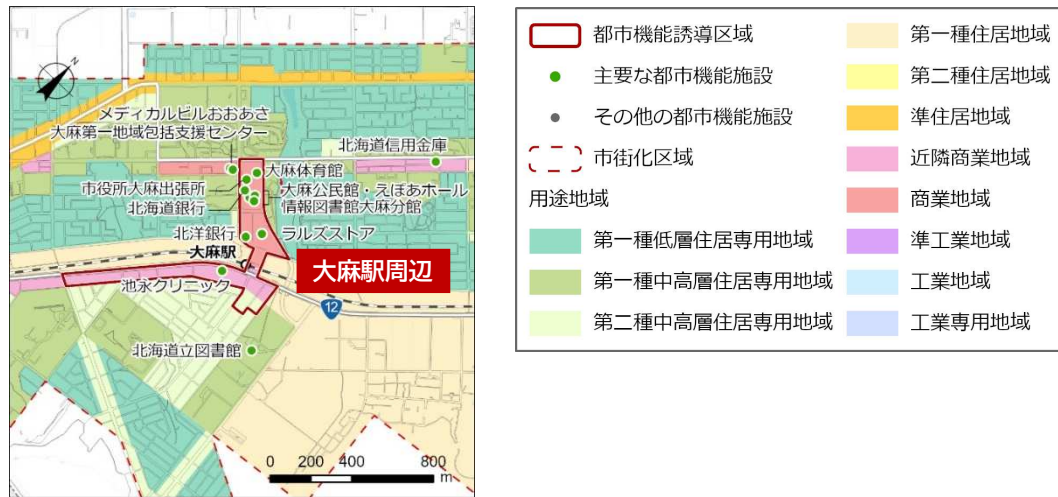 N
メディカルビルおおあさ
大麻第一地域包括支援センター
北海道信用金庫
大麻体育館
市役所大麻出張所
大麻公民館・えぽあホール
北海道銀行
情報図書館大麻分館
北洋銀行
ラルズストア
大麻駅
大麻駅周辺
池永クリニック
12
北海道立図書館
0 200 400 800
m
都市機能誘導区域
主要な都市機能施設
その他の都市機能施設
市街化区域
用途地域
第一種低層住居専用地域
第一種中高層住居専用地域
第二種中高層住居専用地域
第一種住居地域
第二種住居地域
準住居地域
近隣商業地域
商業地域
準工業地域
工業地域
工業専用地域